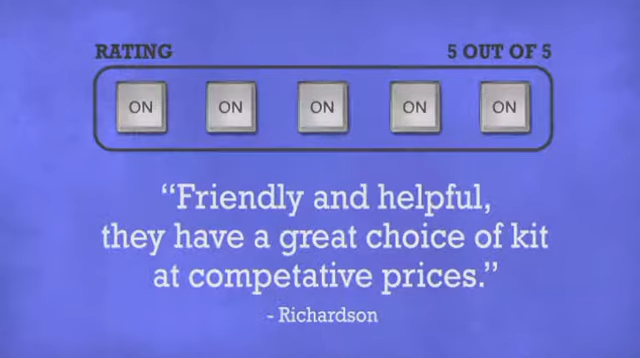 RATING 5 OUT OF 5
ON ON ON ON ON
“Friendly and helpful,
they have a great choice of kit
at competative prices.”
- Richardson